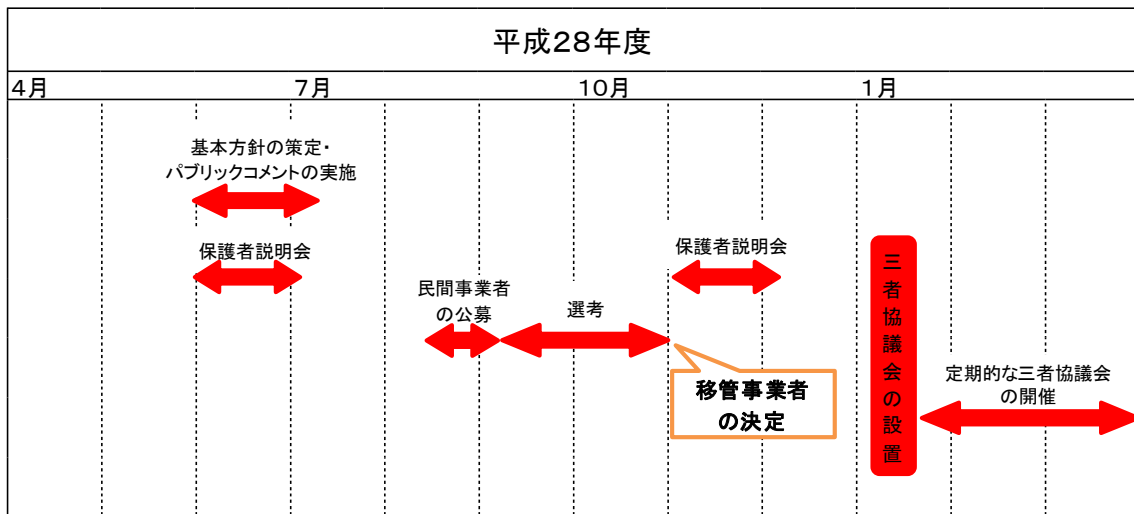 平成28年度
4月
7月
10月
1月
基本方針の策定・
パブリックコメントの実施
保護者説明会
民間事業者
の公募
選考
保護者説明会
移管事業者
の決定
三者協議会の設置
定期的な三者協議会
の開催